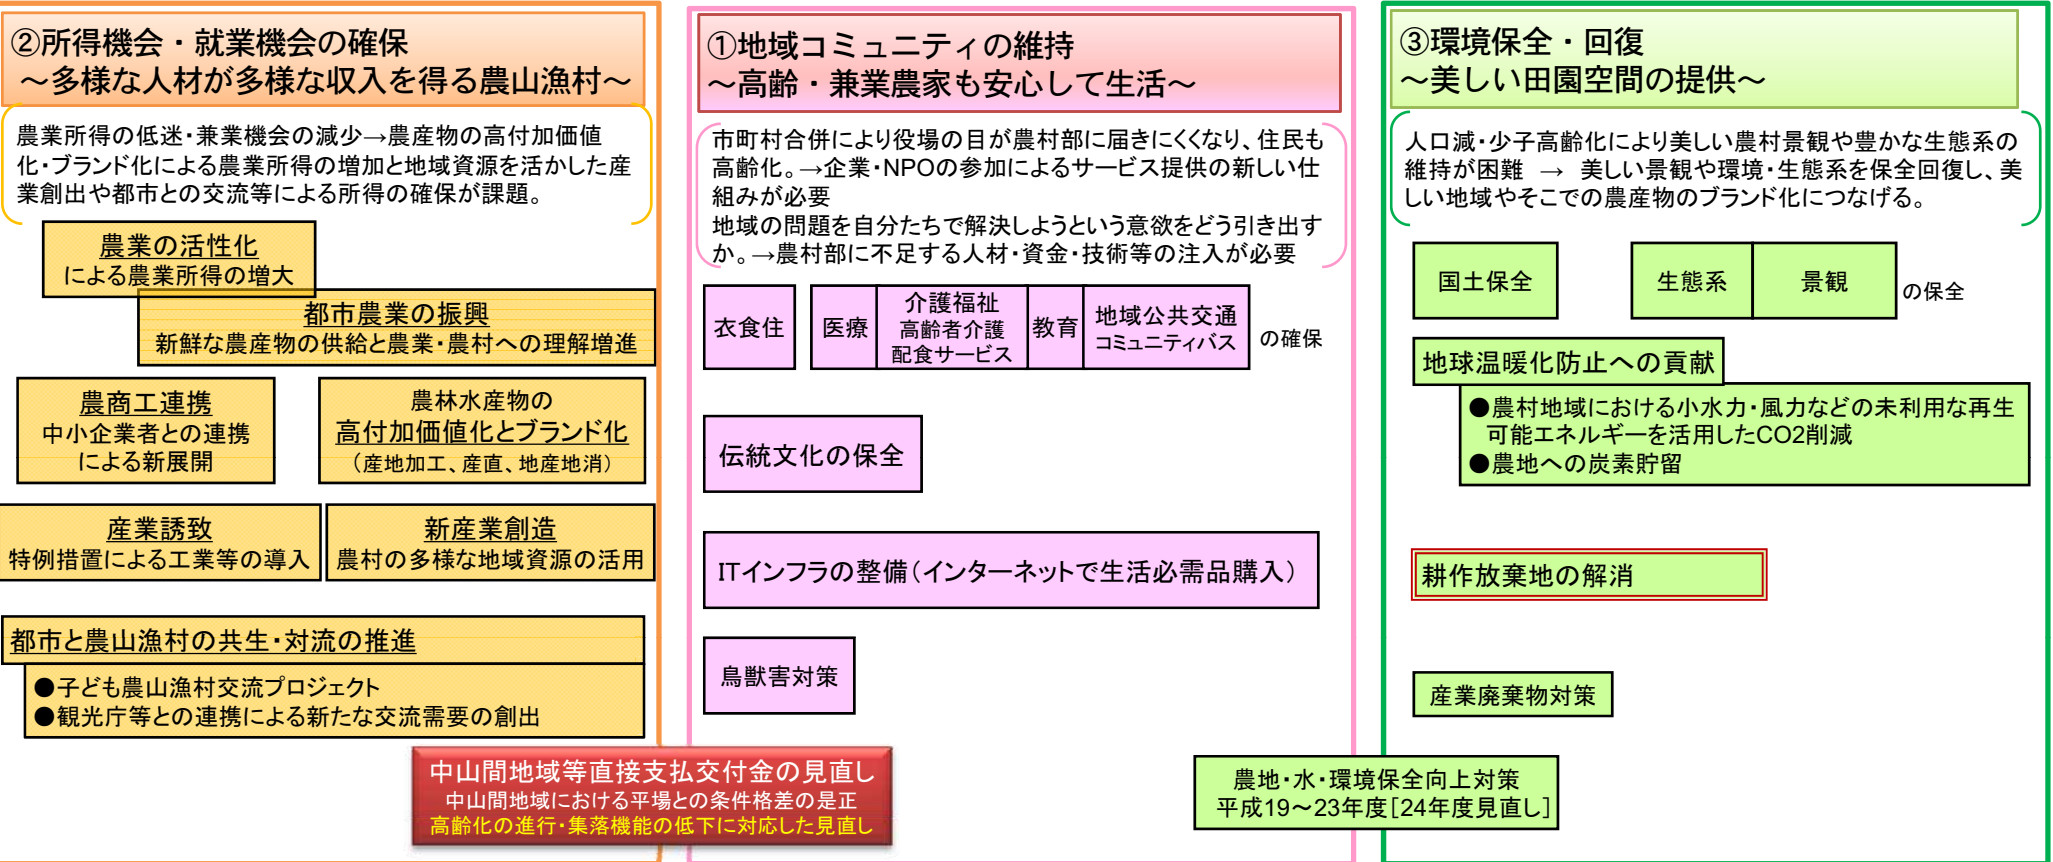 ②所得機会・就業機会の確保
～多様な人材が多様な収入を得る農山漁村～
農業所得の低迷・兼業機会の減少→農産物の高付加価値
化・ブランド化による農業所得の増加と地域資源を活かした産
業創出や都市との交流等による所得の確保が課題。
農業の活性化
による農業所得の増大
都市農業の振興
新鮮な農産物の供給と農業・農村への理解増進
農商工連携
中小企業者との連携
による新展開
農林水産物の
高付加価値化とブランド化
（産地加工、産直、地産地消）
産業誘致
特例措置による工業等の導入
新産業創造
農村の多様な地域資源の活用
都市と農山漁村の共生・対流の推進
●子ども農山漁村交流プロジェクト
●観光庁等との連携による新たな交流需要の創出
①地域コミュニティの維持
～高齢・兼業農家も安心して生活～
市町村合併により役場の目が農村部に届きにくくなり、住民も
高齢化。→企業・NPOの参加によるサービス提供の新しい仕
組みが必要
地域の問題を自分たちで解決しようという意欲をどう引き出す
か。→農村部に不足する人材・資金・技術等の注入が必要
衣食住
医療
介護福祉
高齢者介護
配食サービス
教育
地域公共交通
コミュニティバス
の確保
伝統文化の保全
ITインフラの整備（インターネットで生活必需品購入）
鳥獣害対策
③環境保全・回復
～美しい田園空間の提供～
人口減・少子高齢化により美しい農村景観や豊かな生態系の
維持が困難　→　美しい景観や環境・生態系を保全回復し、美
しい地域やそこでの農産物のブランド化につなげる。
国土保全
生態系
景観
の保全
地球温暖化防止への貢献
●農村地域における小水力・風力などの未利用な再生
可能エネルギーを活用したCO2削減
●農地への炭素貯留
耕作放棄地の解消
産業廃棄物対策
中山間地域等直接支払交付金の見直し
中山間地域における平場との条件格差の是正
高齢化の進行・集落機能の低下に対応した見直し
農地・水・環境保全向上対策
平成19～23年度［24年度見直し］